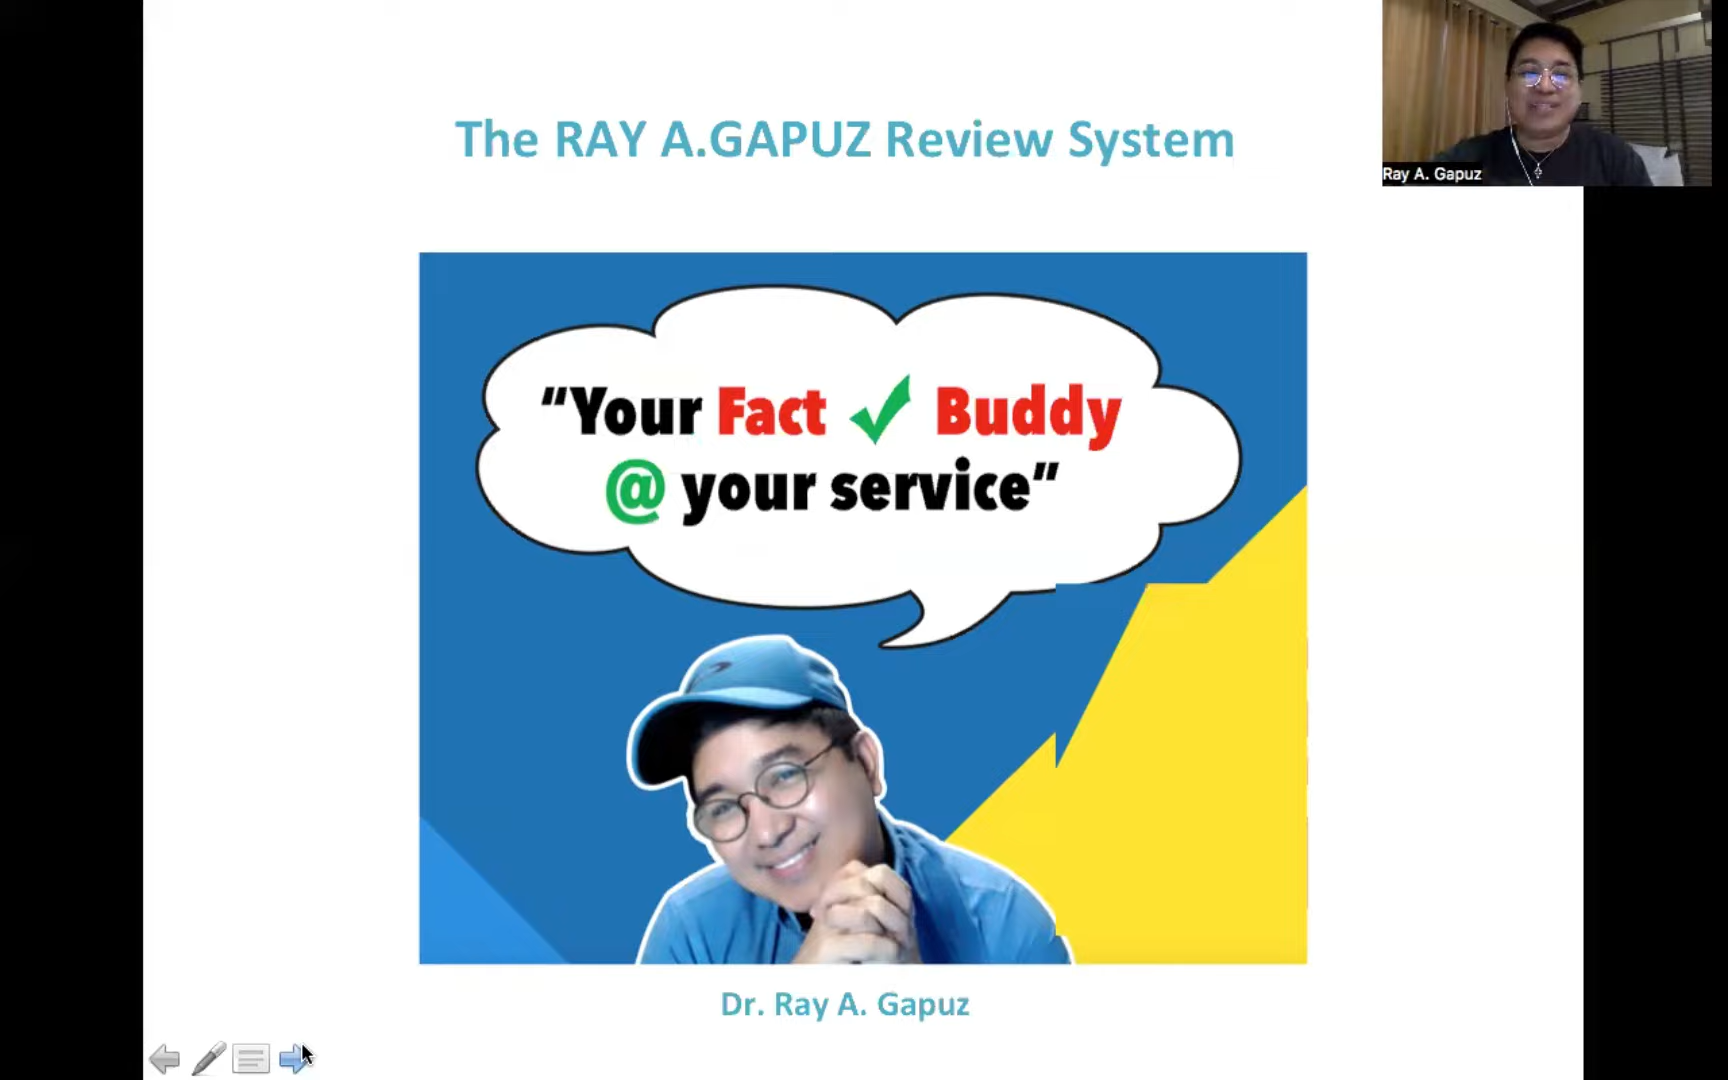 The RAY A.GAPUZ Review System
Ray A. Gapuz
“Your Fact ✓ Buddy
@ your service”
Dr. Ray A. Gapuz